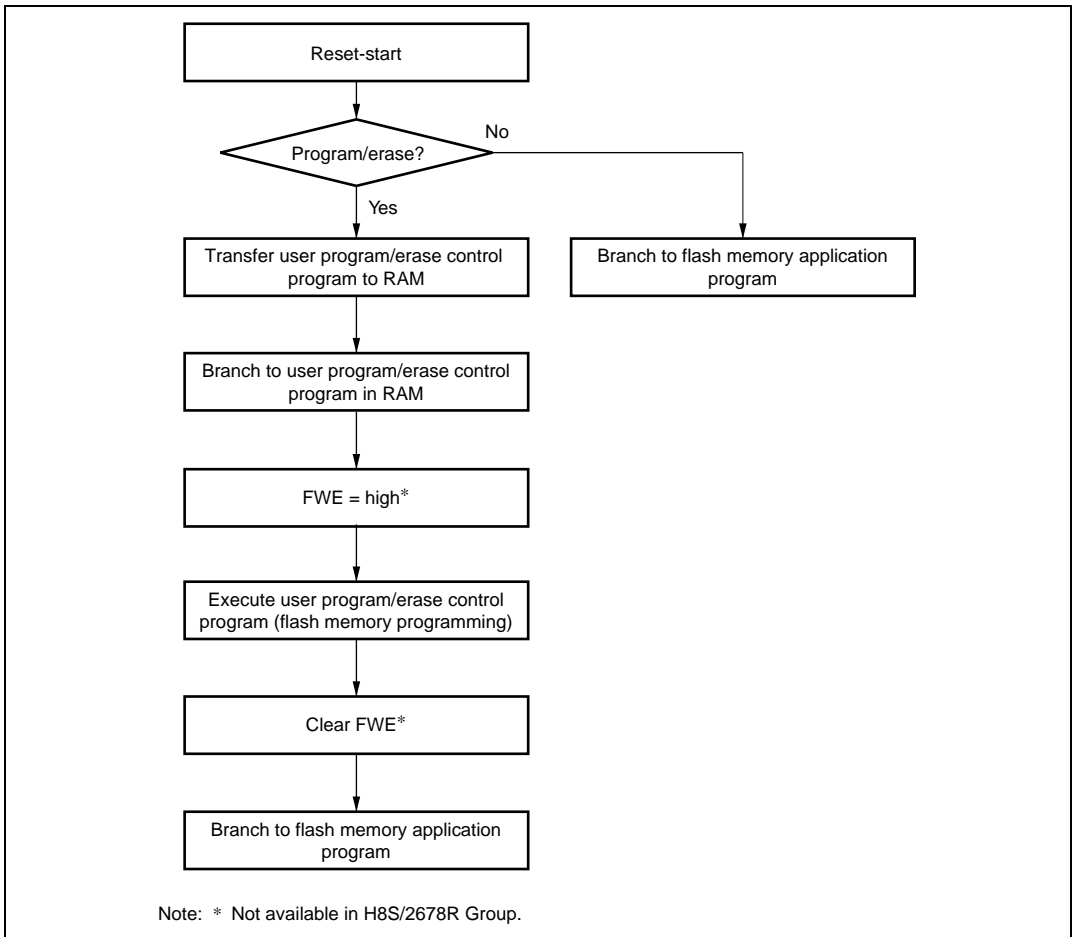 Reset-start
Program/erase?
No
Yes
Transfer user program/erase control
program to RAM
Branch to flash memory application
program
Branch to user program/erase control
program in RAM
FWE = high*
Execute user program/erase control
program (flash memory programming)
Clear FWE*
Branch to flash memory application
program
Note: * Not available in H8S/2678R Group.